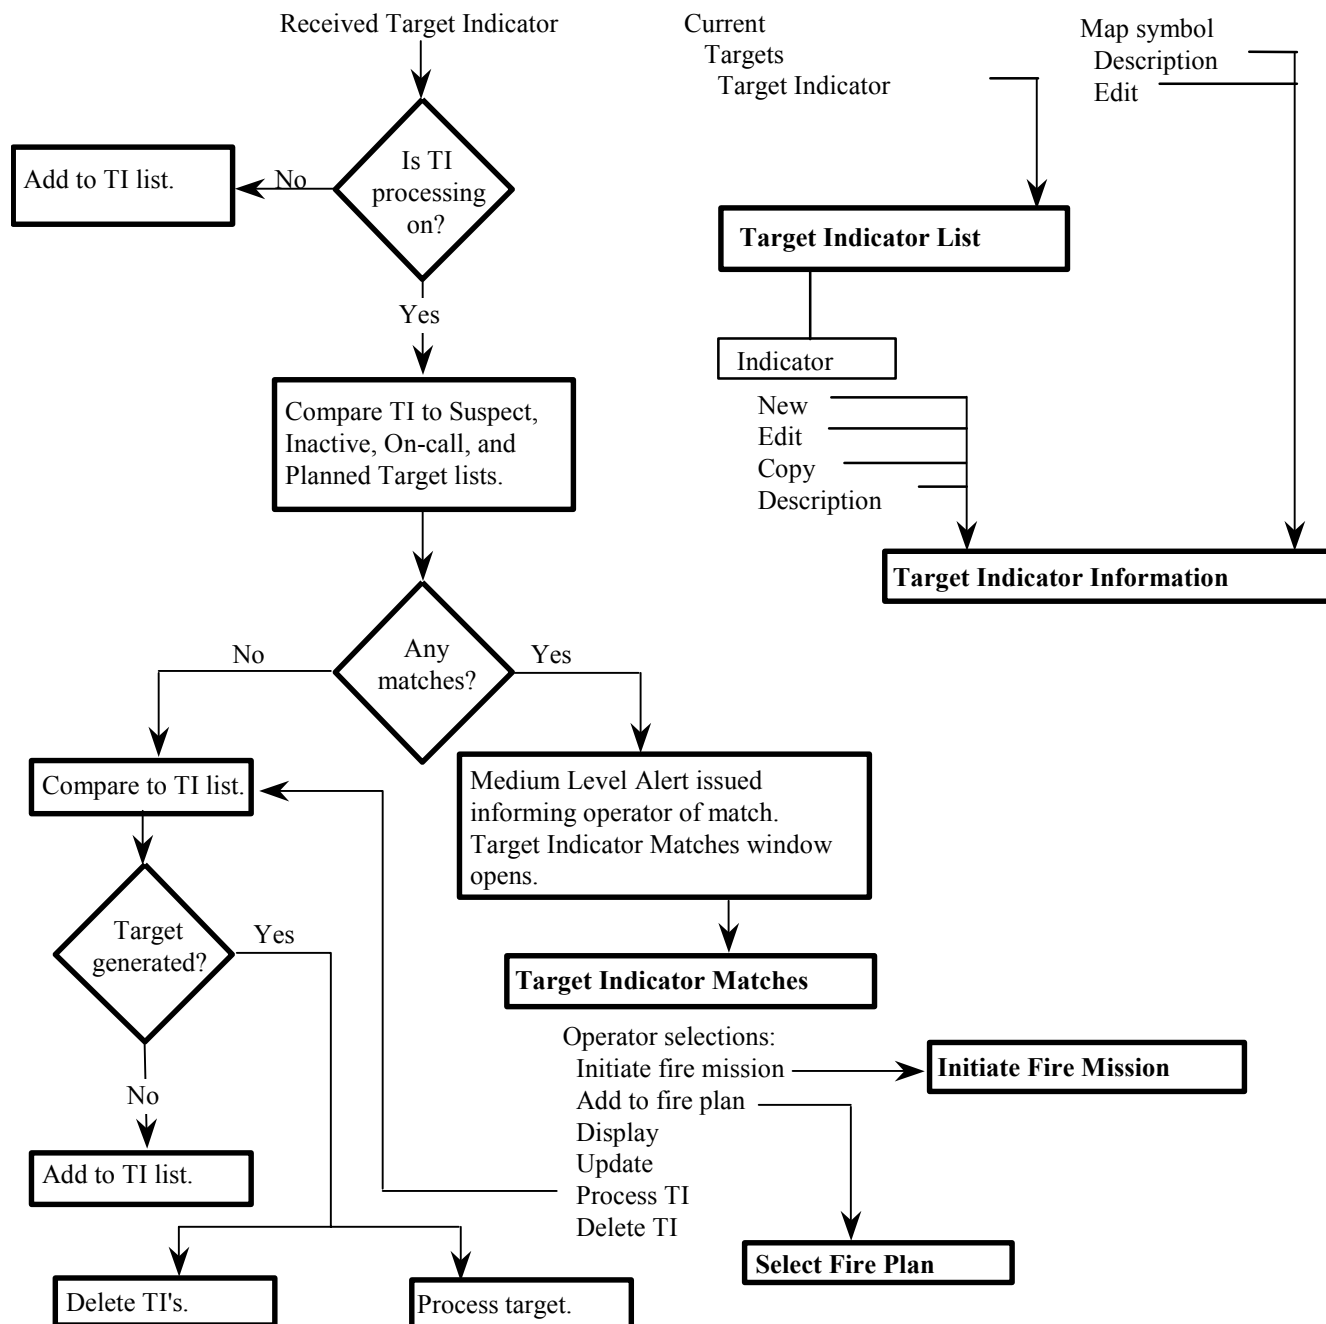 Received Target Indicator
Is TI
processing
on?
No
Add to TI list.
Yes
Compare TI to Suspect,
Inactive, On-call, and
Planned Target lists.
Any
matches?
No
Yes
Compare to TI list.
Medium Level Alert issued
informing operator of match.
Target Indicator Matches window
opens.
Target
generated?
Yes
No
Add to TI list.
Delete TI's.
Process target.
Target Indicator Matches
Operator selections:
Initiate fire mission
Add to fire plan
Display
Update
Process TI
Delete TI
Initiate Fire Mission
Select Fire Plan
Current
Targets
Target Indicator
Map symbol
Description
Edit
Target Indicator List
Indicator
New
Edit
Copy
Description
Target Indicator Information